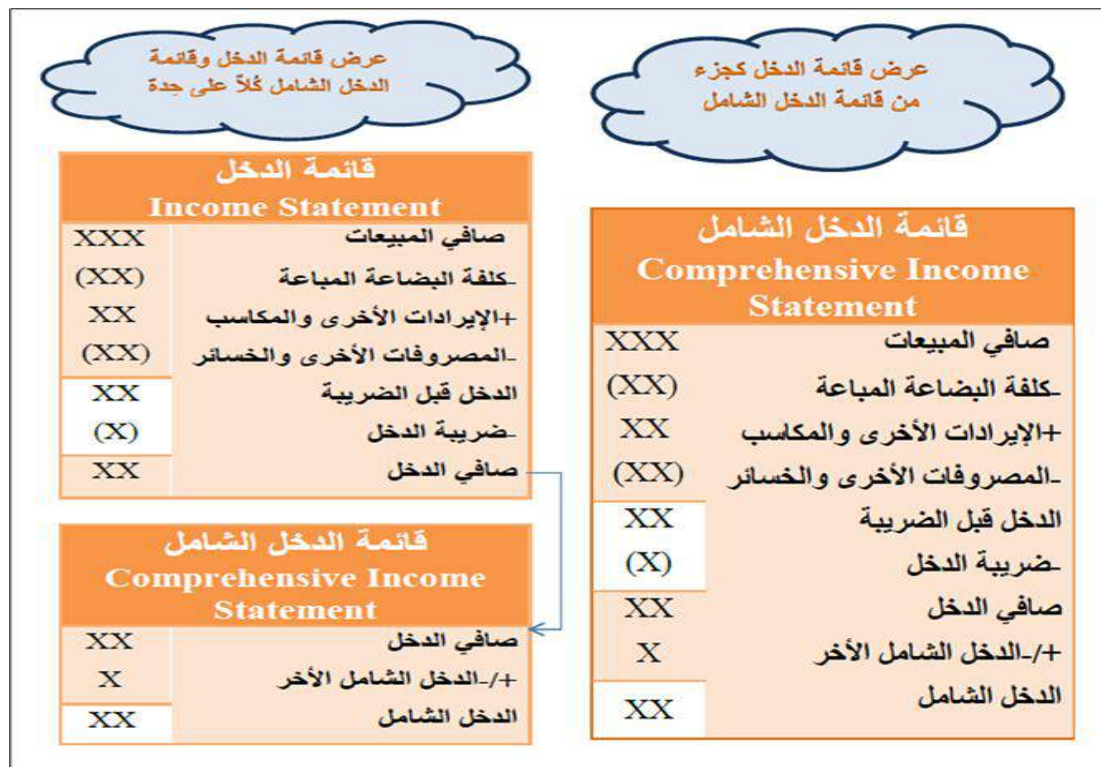 عرض قائمة الدخل كجزء
من قائمة الدخل الشامل
قائمة الدخل الشامل
Comprehensive Income
Statement
صافي المبيعات XXX
-كلفة البضاعة المباعة (XX)
+الإيرادات الأخرى والمكاسب XX
-المصروفات الأخرى والخسائر (XX)
الدخل قبل الضريبة XX
-ضريبة الدخل (X)
صافي الدخل XX
+/-الدخل الشامل الأخر X
الدخل الشامل XX
عرض قائمة الدخل وقائمة
الدخل الشامل كُلاً على حِدة
قائمة الدخل
Income Statement
صافي المبيعات XXX
-كلفة البضاعة المباعة (XX)
+الإيرادات الأخرى والمكاسب XX
-المصروفات الأخرى والخسائر (XX)
الدخل قبل الضريبة XX
-ضريبة الدخل (X)
صافي الدخل XX
قائمة الدخل الشامل
Comprehensive Income
Statement
صافي الدخل XX
+/-الدخل الشامل الأخر X
الدخل الشامل XX